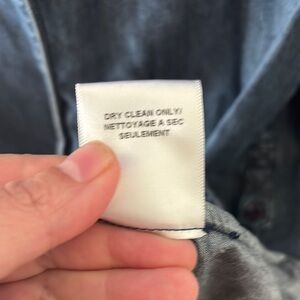 DRY CLEAN ONLY/
NETTOYAGE A SEC
SEULEMENT